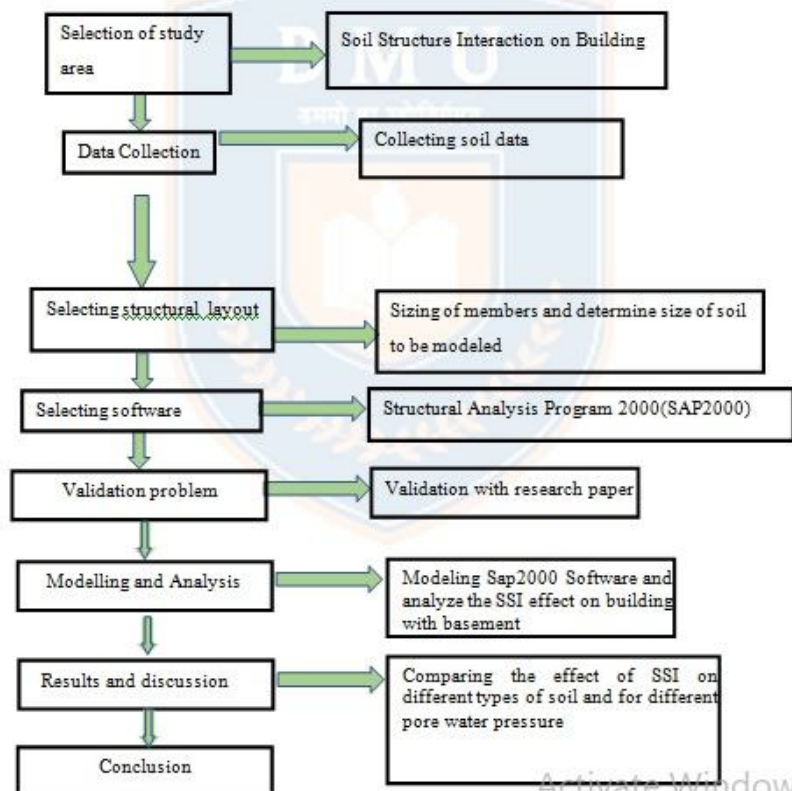 Selection of study
area
Soil Structure Interaction on Building
D M U
Data Collection
Collecting soil data
Selecting structural layout
Sizing of members and determine size of soil
to be modeled
Selecting software
Structural Analysis Program 2000(SAP2000)
Validation problem
Validation with research paper
Modelling and Analysis
Modeling Sap2000 Software and
analyze the SSI effect on building
with basement
Results and discussion
Comparing the effect of SSI on
different types of soil and for different
pore water pressure
Conclusion
Activate Window